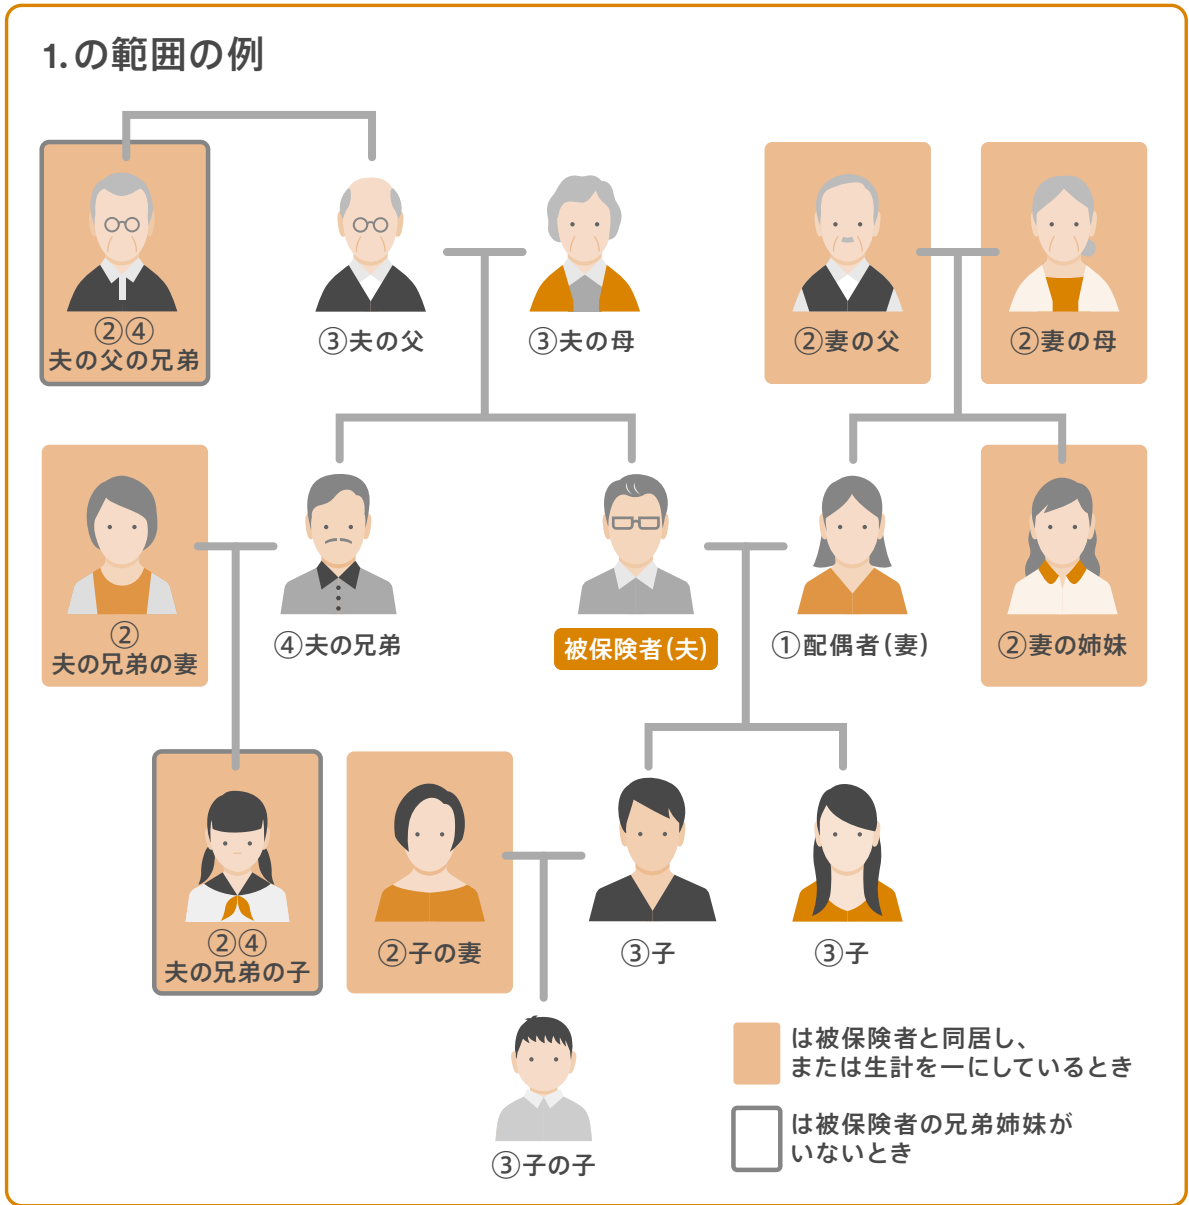 1.の範囲の例
②④
夫の父の兄弟
③夫の父
③夫の母
②妻の父
②妻の母
②
夫の兄弟の妻
④夫の兄弟
被保険者(夫)
①配偶者(妻)
②妻の姉妹
②④
夫の兄弟の子
②子の妻
③子
③子
③子の子
は被保険者と同居し、
または生計を一にしているとき
は被保険者の兄弟姉妹が
いないとき